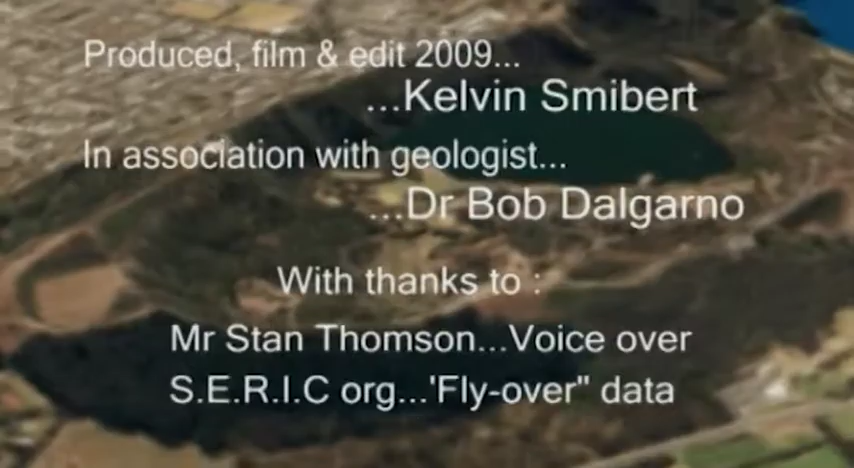 Produced, film & edit 2009...
...Kelvin Smibert
In association with geologist...
...Dr Bob Dalgarno
With thanks to :
Mr Stan Thomson...Voice over
S.E.R.I.C org...'Fly-over" data